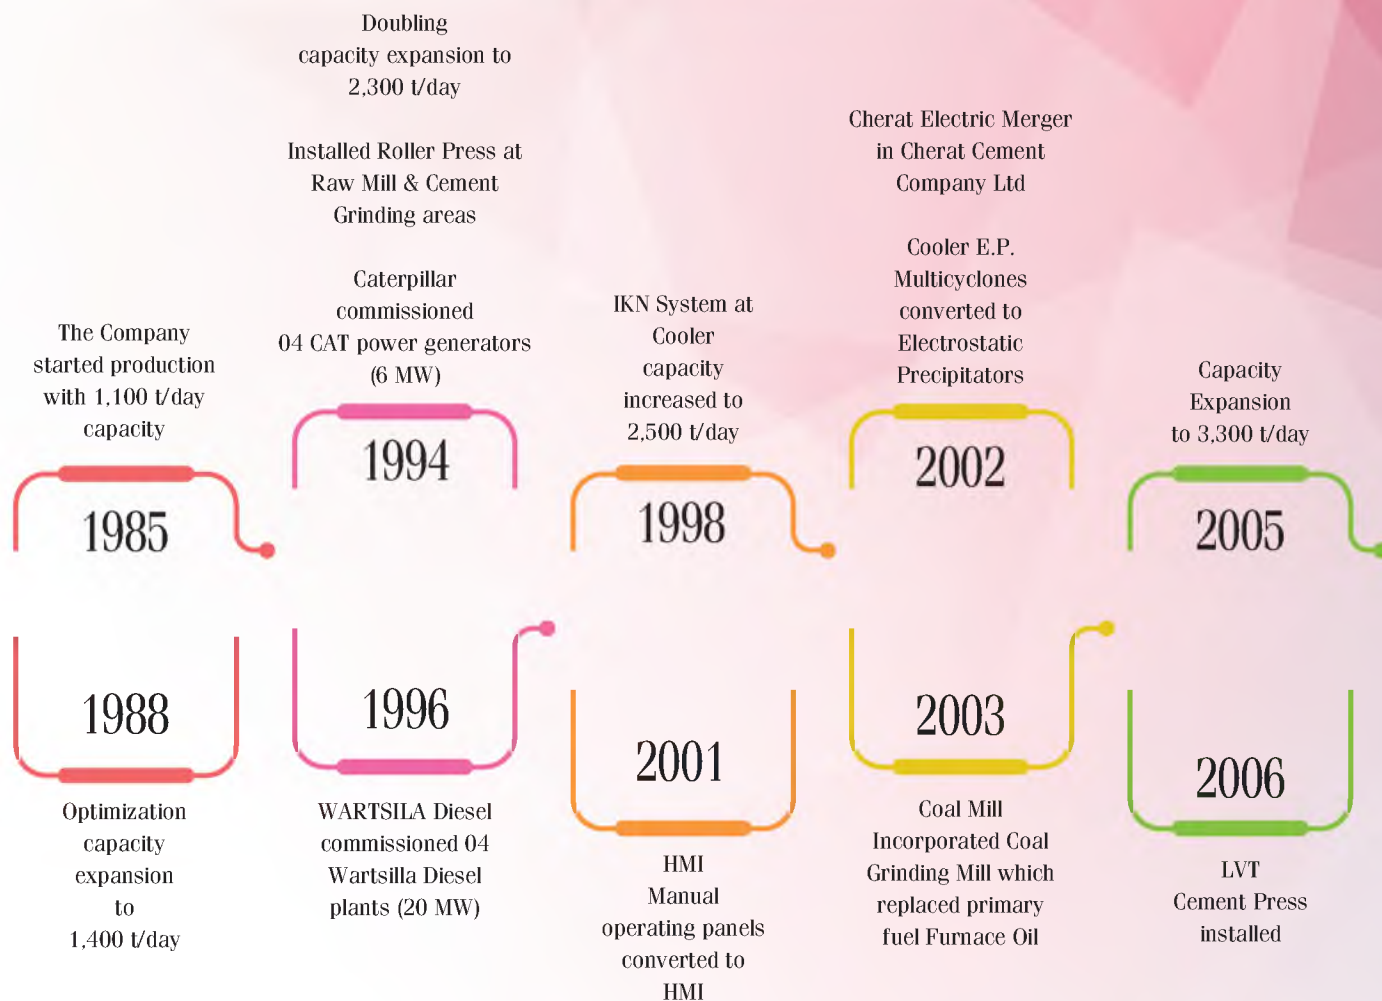 The Company
started production
with 1,100 t/day
capacity
1985
1988
Optimization
capacity
expansion
to
1,400 t/day
Doubling
capacity expansion to
2,300 t/day
Installed Roller Press at
Raw Mill & Cement
Grinding areas
Caterpillar
commissioned
04 CAT power generators
(6 MW)
1994
1996
WARTSILA Diesel
commissioned 04
Wartsilla Diesel
plants (20 MW)
IKN System at
Cooler
capacity
increased to
2,500 t/day
1998
2001
HMI
Manual
operating panels
converted to
HMI
Cherat Electric Merger
in Cherat Cement
Company Ltd
Cooler E.P.
Multicyclones
converted to
Electrostatic
Precipitators
2002
2003
Coal Mill
Incorporated Coal
Grinding Mill which
replaced primary
fuel Furnace Oil
Capacity
Expansion
to 3,300 t/day
2005
2006
LVT
Cement Press
installed